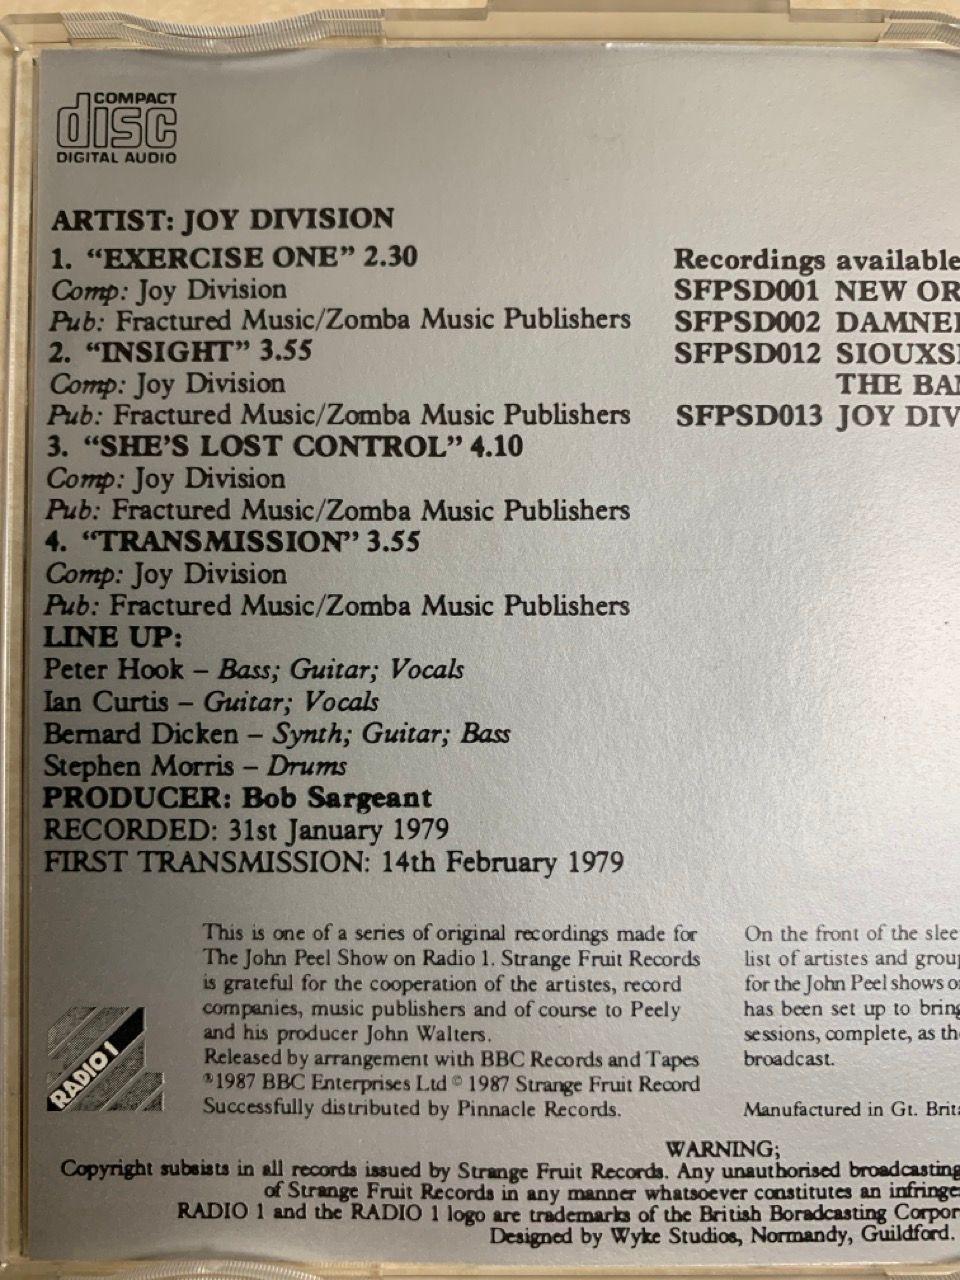 COMPACT
disc
DIGITAL AUDIO
ARTIST: JOY DIVISION
1. “EXERCISE ONE” 2.30
Comp: Joy Division
Pub: Fractured Music/Zomba Music Publishers
2. “INSIGHT” 3.55
Comp: Joy Division
Pub: Fractured Music/Zomba Music Publishers
3. “SHE’S LOST CONTROL” 4.10
Comp: Joy Division
Pub: Fractured Music/Zomba Music Publishers
4. “TRANSMISSION” 3.55
Comp: Joy Division
Pub: Fractured Music/Zomba Music Publishers
LINE UP:
Peter Hook – Bass; Guitar; Vocals
Ian Curtis – Guitar; Vocals
Bernard Dicken – Synth; Guitar; Bass
Stephen Morris – Drums
PRODUCER: Bob Sargeant
RECORDED: 31st January 1979
FIRST TRANSMISSION: 14th February 1979
Recordings available
SFPSD001 NEW OR
SFPSD002 DAMNE
SFPSD012 SIOUXS
THE BA
SFPSD013 JOY DIV
This is one of a series of original recordings made for
The John Peel Show on Radio 1. Strange Fruit Records
is grateful for the cooperation of the artistes, record
companies, music publishers and of course to Peely
and his producer John Walters.
Released by arrangement with BBC Records and Tapes
℗1987 BBC Enterprises Ltd © 1987 Strange Fruit Record
Successfully distributed by Pinnacle Records.
RADIO 1
On the front of the slee
list of artistes and group
for the John Peel shows o
has been set up to bring
sessions, complete, as th
broadcast.
Manufactured in Gt. Brit
WARNING;
Copyright subsists in all records issued by Strange Fruit Records. Any unauthorised broadcasting
of Strange Fruit Records in any manner whatsoever constitutes an infringe
RADIO 1 and the RADIO 1 logo are trademarks of the British Boradcasting Corpor
Designed by Wyke Studios, Normandy, Guildford.